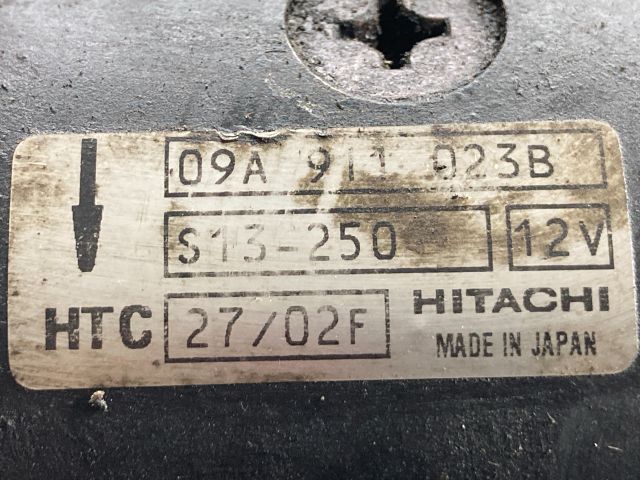 09A 911 023B
S13-250 12V
HTC 27/02F HITACHI
MADE IN JAPAN